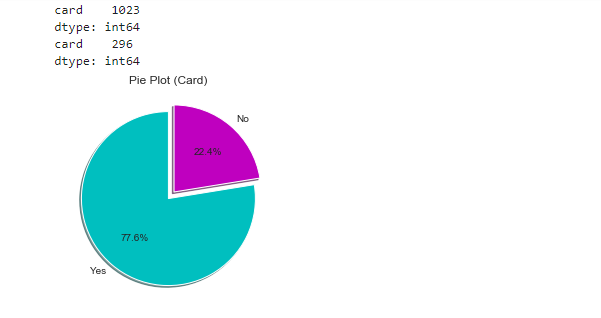 card    1023
dtype: int64
card    296
dtype: int64
Pie Plot (Card)
No
22.4%
77.6%
Yes